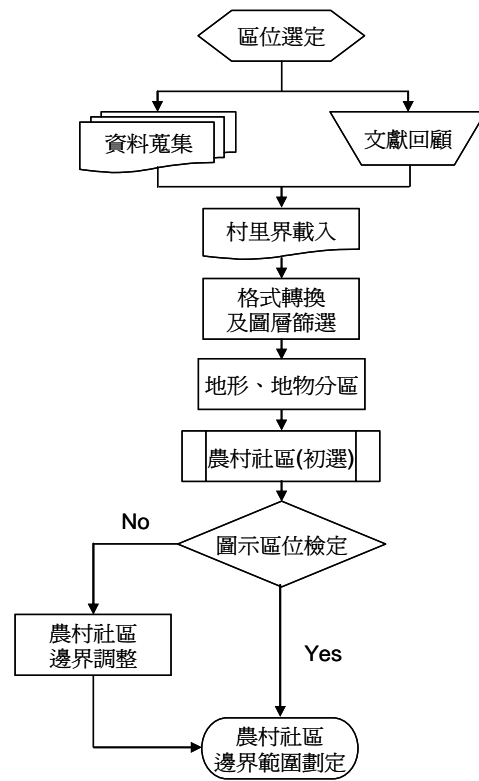 區位選定
資料蒐集
文獻回顧
村里界載入
格式轉換
及圖層篩選
地形、地物分區
農村社區(初選)
No
圖示區位檢定
農村社區
邊界調整
Yes
農村社區
邊界範圍劃定